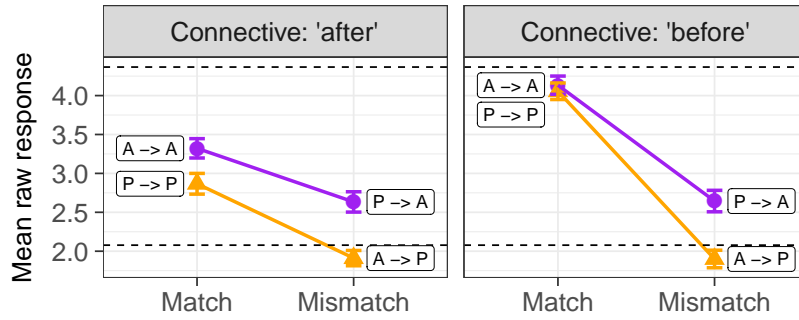 Connective: 'after'
Connective: 'before'
Mean raw response
4.0
3.5
3.0
2.5
2.0
A −> A
P −> P
P −> A
A −> P
A −> A
P −> P
P −> A
A −> P
Match
Mismatch
Match
Mismatch